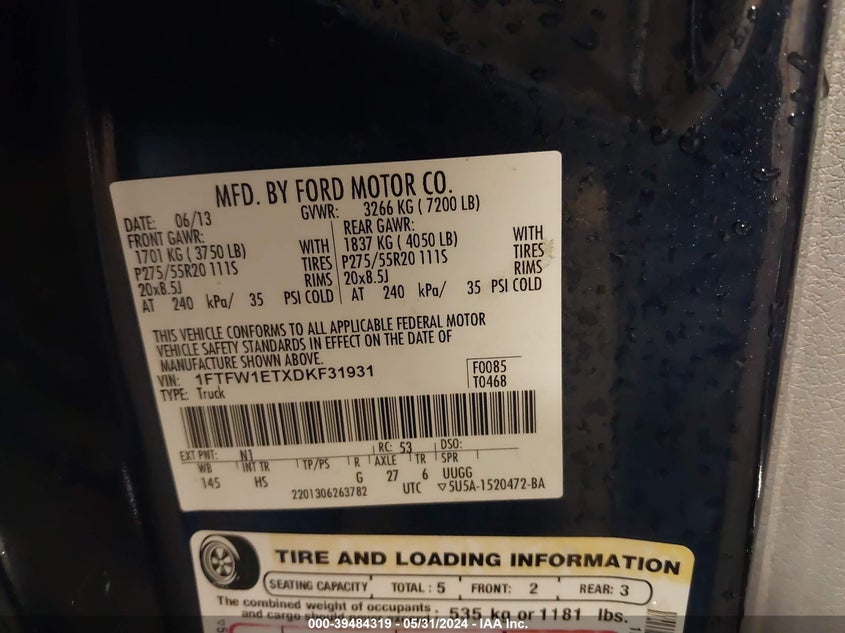 MFD. BY FORD MOTOR CO.
DATE: 06/13 GVWR: 3266 KG ( 7200 LB)
FRONT GAWR: REAR GAWR:
1701 KG ( 3750 LB) WITH 1837 KG ( 4050 LB) WITH
P275/55R20 111S TIRES P275/55R20 111S TIRES
20x8.5J RIMS 20x8.5J RIMS
AT 240 kPa/ 35 PSI COLD AT 240 kPa/ 35 PSI COLD
THIS VEHICLE CONFORMS TO ALL APPLICABLE FEDERAL MOTOR
VEHICLE SAFETY STANDARDS IN EFFECT ON THE DATE OF
MANUFACTURE SHOWN ABOVE.
VIN: 1FTFW1ETXDKF31931 F0085
TYPE: Truck T0468
EXT PNT: N1 RC: 53 DSO:
WB INT TR TP/PS R AXLE TR SPR
145 HS G 27 6 UUGG
2201306263782 UTC ▽5U5A-1520472-BA
TIRE AND LOADING INFORMATION
SEATING CAPACITY TOTAL : 5 FRONT: 2 REAR: 3
The combined weight of occupants
and cargo should : 535 kg or 1181 lbs.
000-39484319 - 05/31/2024 - IAA Inc.